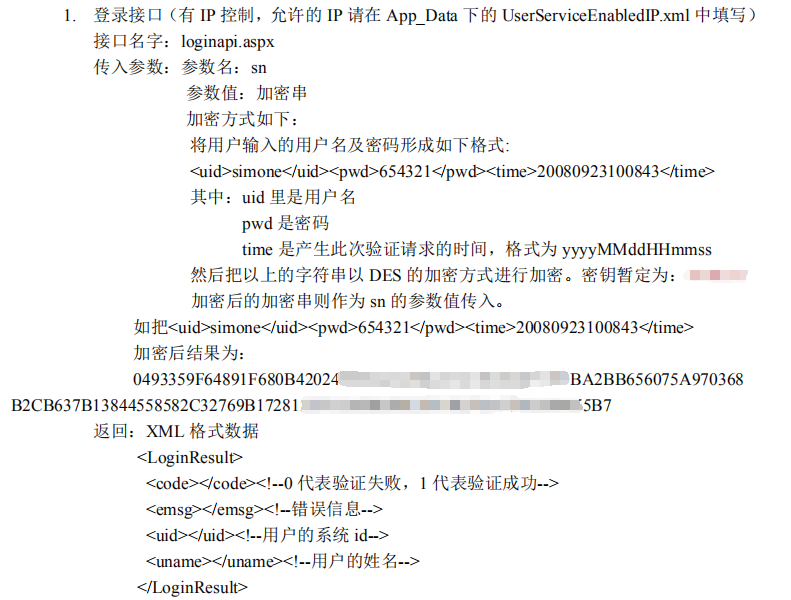 1. 登录接口（有 IP 控制，允许的 IP 请在 App_Data 下的 UserServiceEnabledIP.xml 中填写）
接口名字：loginapi.aspx
传入参数：参数名：sn
参数值：加密串
加密方式如下：
将用户输入的用户名及密码形成如下格式:
<uid>simone</uid><pwd>654321</pwd><time>20080923100843</time>
其中：uid 里是用户名
pwd 是密码
time 是产生此次验证请求的时间，格式为 yyyyMMddHHmmss
然后把以上的字符串以 DES 的加密方式进行加密。密钥暂定为：
加密后的加密串则作为 sn 的参数值传入。
如把<uid>simone</uid><pwd>654321</pwd><time>20080923100843</time>
加密后结果为：
0493359F64891F680B42024 BA2BB656075A970368
B2CB637B13844558582C32769B17281 5B7
返回：XML 格式数据
<LoginResult>
<code></code><!--0 代表验证失败，1 代表验证成功-->
<emsg></emsg><!--错误信息-->
<uid></uid><!--用户的系统 id-->
<uname></uname><!--用户的姓名-->
</LoginResult>